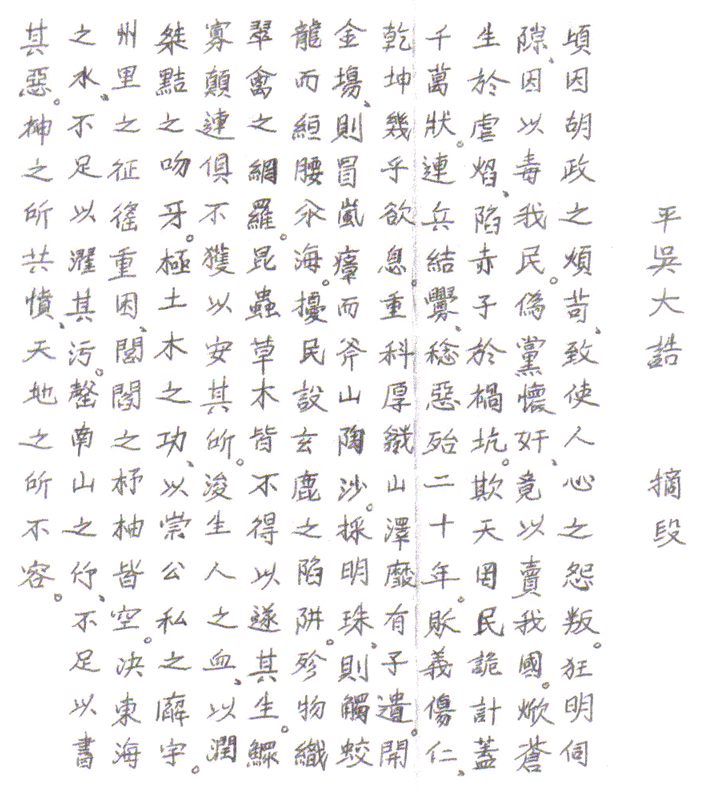 平吳大誥　摘段
頃因胡政之煩苛、致使人心之怨叛。狂明伺
隙、因以毒我民。偽黨懷奸、竟以賣我國。焮蒼
生於虐焰、陷赤子於禍坑。欺天罔民詭計蓋
千萬狀。連兵結釁、稔惡殆二十年。敗義傷仁、
乾坤幾乎欲息。重科厚斂山澤靡有孑遺。開
金塲、則冒嵐瘴而斧山陶沙。採明珠、則觸蛟
龍而絙腰汆海。擾民設玄鹿之陷阱。殄物織
翠禽之網羅。昆蟲草木皆不得以遂其生。鰥
寡顛連俱不獲以安其所。浚生人之血、以潤
桀黠之吻牙。極土木之功、以崇公私之廨宇。
州里之征徭重困、閭閻之杼柚皆空。决東海
之水、不足以濯其污。罄南山之竹、不足以書
其惡。神之所共憤、天地之所不容。